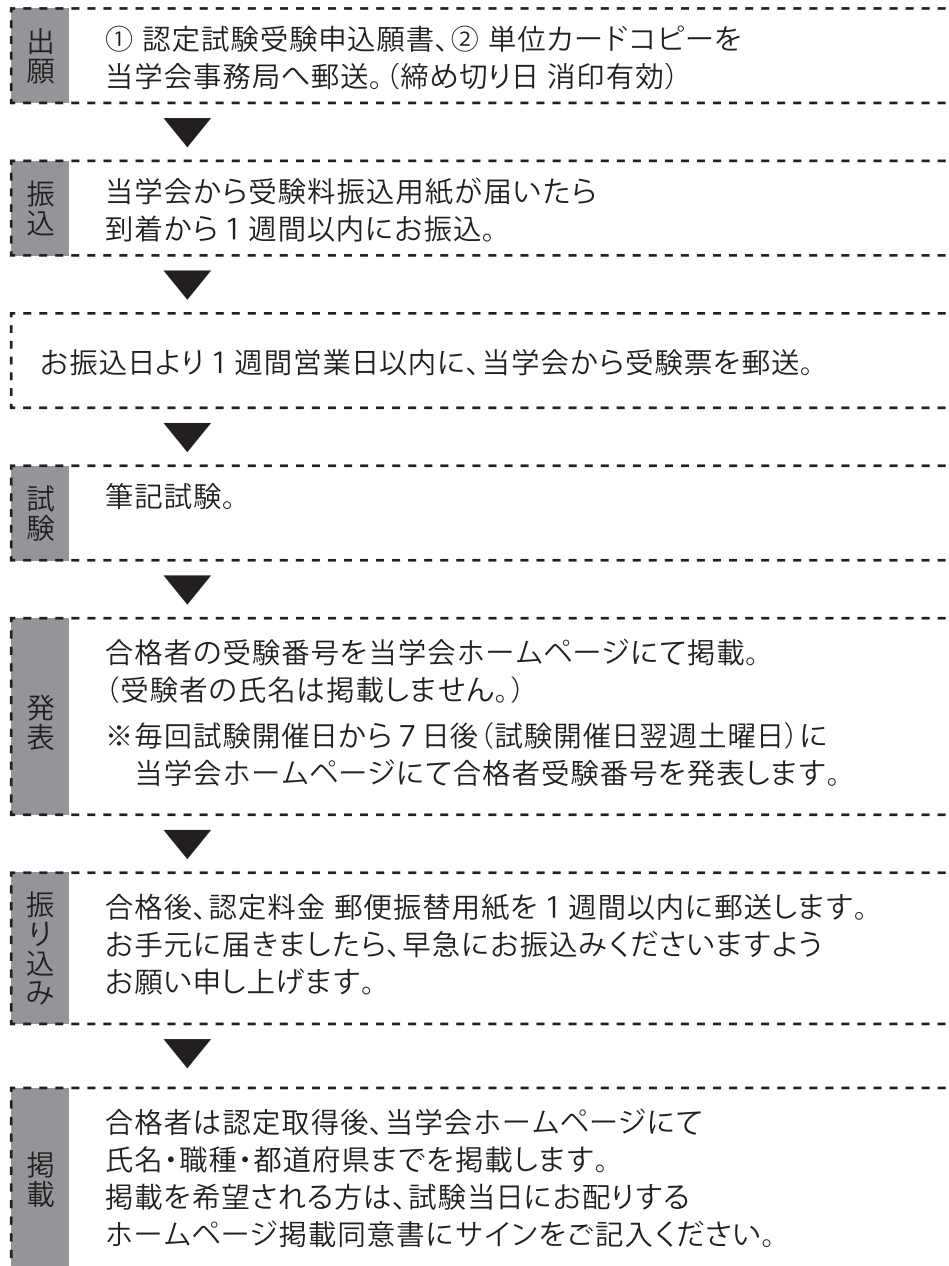 出願
① 認定試験受験申込願書、② 単位カードコピーを
当学会事務局へ郵送。（締め切り日 消印有効）
振込
当学会から受験料振込用紙が届いたら
到着から１週間以内にお振込。
お振込日より１週間営業日以内に、当学会から受験票を郵送。
試験
筆記試験。
発表
合格者の受験番号を当学会ホームページにて掲載。
（受験者の氏名は掲載しません。）
※毎回試験開催日から７日後（試験開催日翌週土曜日）に
当学会ホームページにて合格者受験番号を発表します。
振り込み
合格後、認定料金 郵便振替用紙を１週間以内に郵送します。
お手元に届きましたら、早急にお振込みくださいますよう
お願い申し上げます。
掲載
合格者は認定取得後、当学会ホームページにて
氏名・職種・都道府県までを掲載します。
掲載を希望される方は、試験当日にお配りする
ホームページ掲載同意書にサインをご記入ください。